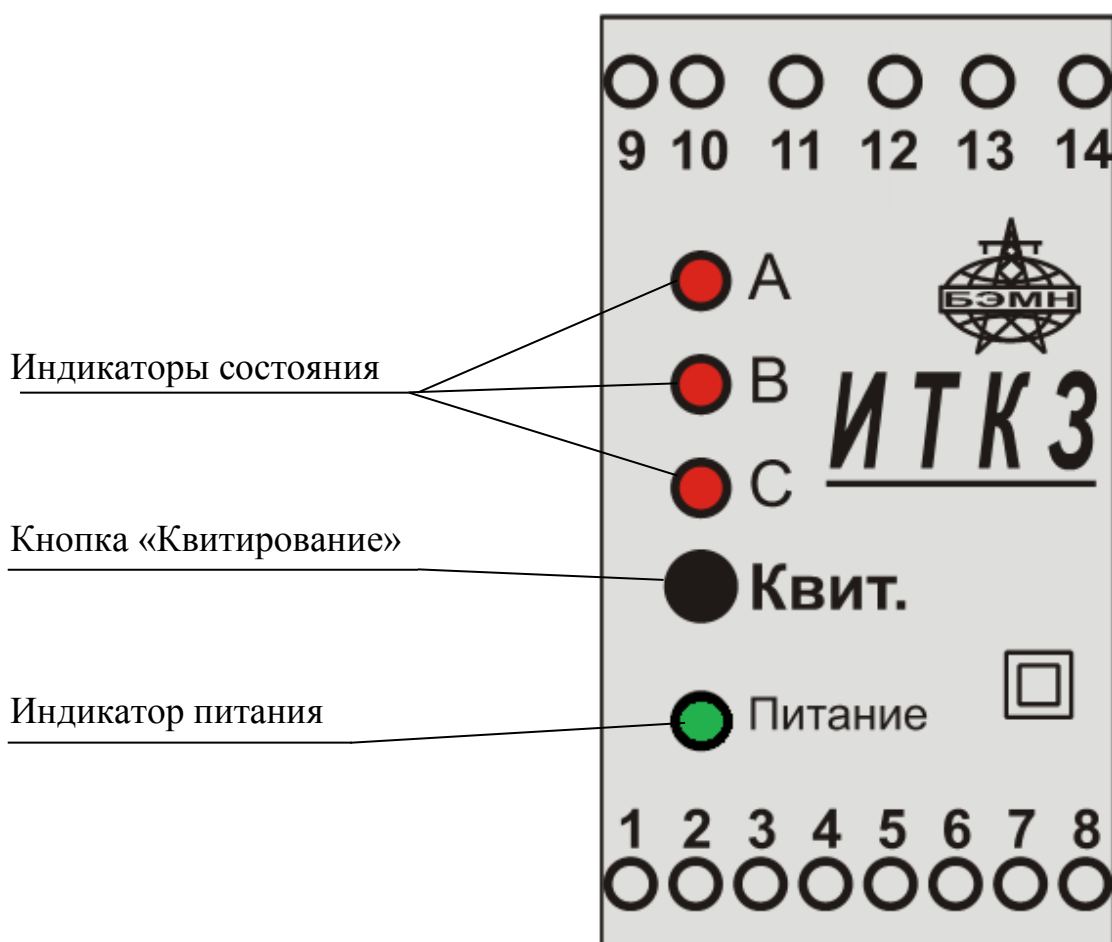 9 10 11 12 13 14
A
БЭМН
Индикаторы состояния
B
ИТКЗ
C
Кнопка «Квитирование»
Квит.
Индикатор питания
Питание
1 2 3 4 5 6 7 8